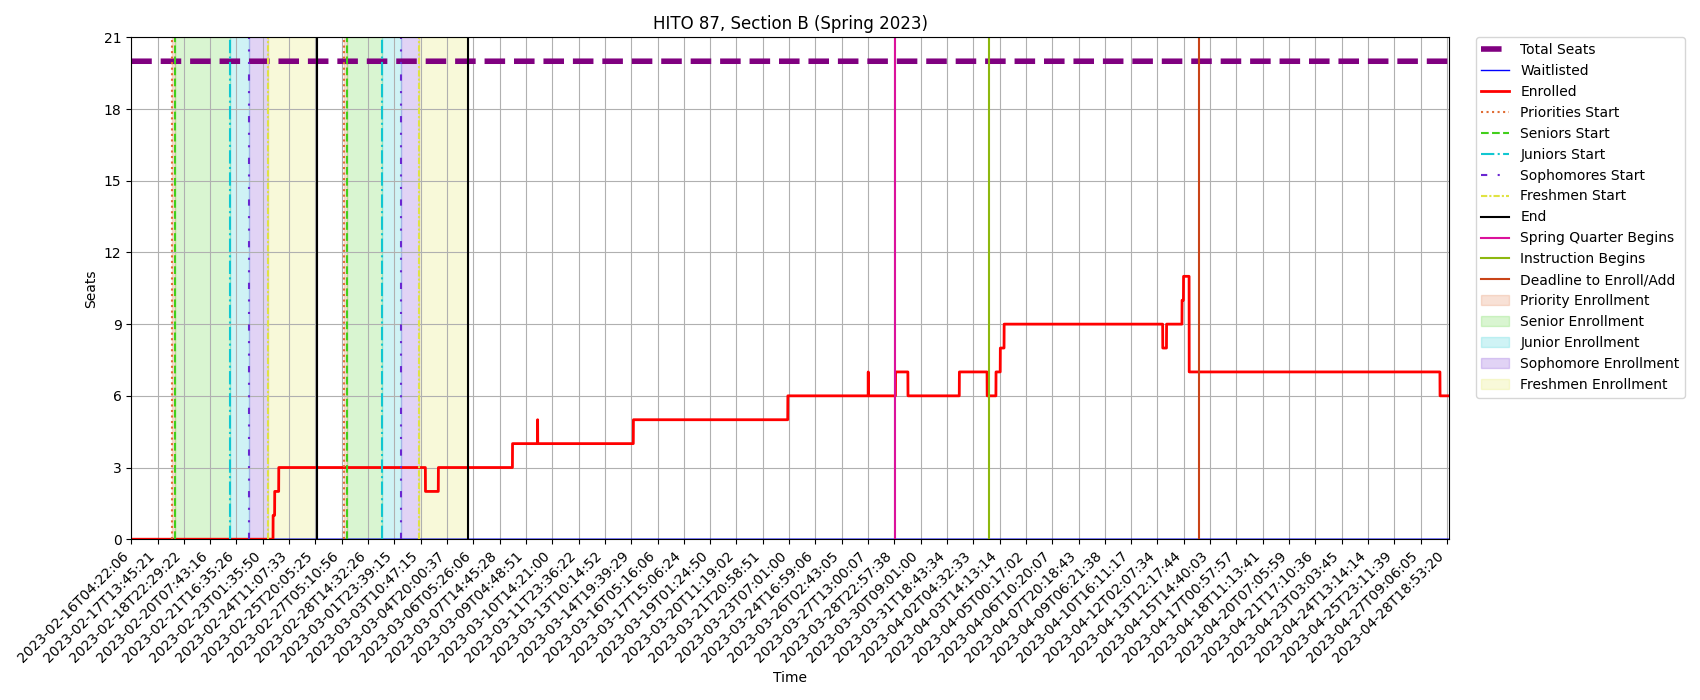 HITO 87, Section B (Spring 2023)
Seats
21
18
15
12
9
6
3
0
2023-02-16T04:22:06
2023-02-17T13:45:21
2023-02-18T22:29:22
2023-02-20T07:43:16
2023-02-21T16:35:26
2023-02-23T01:35:50
2023-02-24T11:07:33
2023-02-25T20:05:25
2023-02-27T05:10:56
2023-02-28T14:32:26
2023-03-01T23:39:15
2023-03-03T10:47:15
2023-03-04T20:00:37
2023-03-06T05:26:06
2023-03-07T14:45:28
2023-03-09T04:48:51
2023-03-10T14:21:00
2023-03-11T23:36:22
2023-03-13T10:14:52
2023-03-14T19:39:29
2023-03-16T05:16:06
2023-03-17T15:06:24
2023-03-19T01:24:50
2023-03-20T11:19:02
2023-03-21T20:58:51
2023-03-23T07:01:00
2023-03-24T16:59:06
2023-03-26T02:43:05
2023-03-27T13:00:07
2023-03-28T22:57:38
2023-03-30T09:01:00
2023-03-31T18:43:34
2023-04-02T04:32:33
2023-04-03T14:13:14
2023-04-05T00:17:02
2023-04-06T10:20:07
2023-04-07T20:18:43
2023-04-09T06:21:38
2023-04-10T16:11:17
2023-04-12T02:07:34
2023-04-13T12:17:44
2023-04-15T14:40:03
2023-04-17T00:57:57
2023-04-18T11:13:41
2023-04-20T07:05:59
2023-04-21T17:10:36
2023-04-23T03:03:45
2023-04-24T13:14:14
2023-04-25T23:11:39
2023-04-27T09:06:05
2023-04-28T18:53:20
Time
Total Seats
Waitlisted
Enrolled
Priorities Start
Seniors Start
Juniors Start
Sophomores Start
Freshmen Start
End
Spring Quarter Begins
Instruction Begins
Deadline to Enroll/Add
Priority Enrollment
Senior Enrollment
Junior Enrollment
Sophomore Enrollment
Freshmen Enrollment